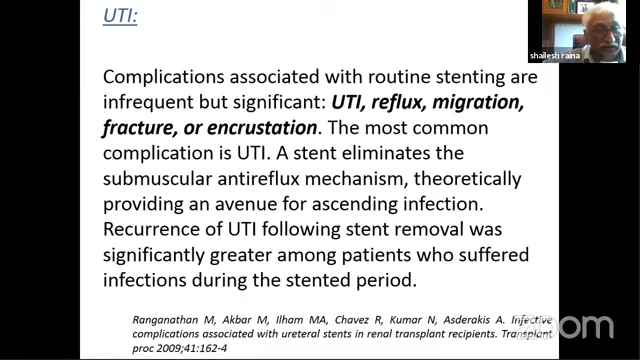 UTI:
shailesh raina
Complications associated with routine stenting are
infrequent but significant: UTI, reflux, migration,
fracture, or encrustation. The most common
complication is UTI. A stent eliminates the
submuscular antireflux mechanism, theoretically
providing an avenue for ascending infection.
Recurrence of UTI following stent removal was
significantly greater among patients who suffered
infections during the stented period.
Ranganathan M, Akbar M, Ilham MA, Chavez R, Kumar N, Asderakis A. Infective
complications associated with ureteral stents in renal transplant recipients. Transplant
proc 2009;41:162-4
zoom